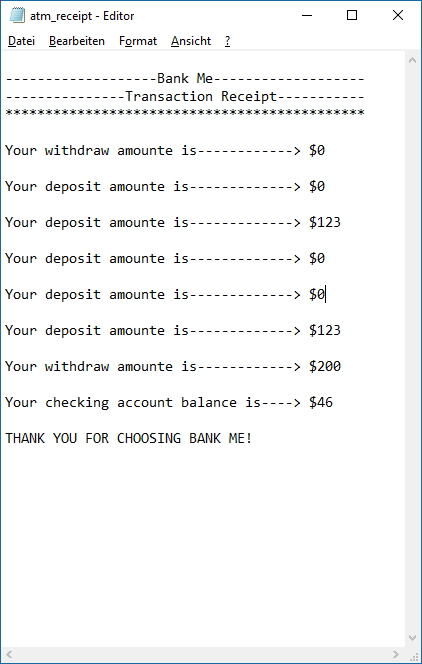 atm_receipt - Editor
Datei Bearbeiten Format Ansicht ?
-------------------Bank Me-------------------
---------------Transaction Receipt-----------
*********************************************
Your withdraw amounte is------------> $0
Your deposit amounte is-------------> $0
Your deposit amounte is-------------> $123
Your deposit amounte is-------------> $0
Your deposit amounte is-------------> $0
Your deposit amounte is-------------> $123
Your withdraw amounte is------------> $200
Your checking account balance is----> $46
THANK YOU FOR CHOOSING BANK ME!